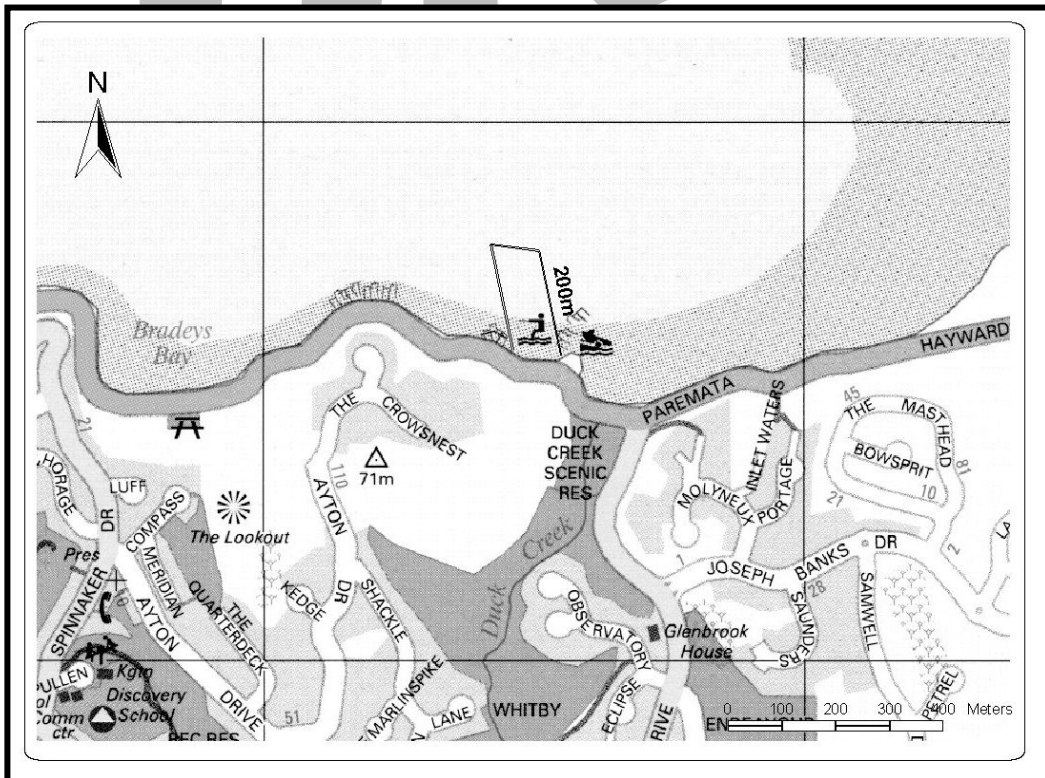 N
200m
Bradeys
Bay
HAYWARD
PAREMATA
THE
CROWSNEST
DUCK
CREEK
SCENIC
RES
INLET WATERS
45
THE
MASTHEAD
21
BOWSPRIT
81
10
HORAGE
LUFF
110
71m
MOLYNEUX
PORTAGE
21
DR
COMPASS
The Lookout
AYTON
Creek
Pres
MERIDIAN
1
JOSEPH
BANKS
DR
2
SPINNAKER
QUARTERDECK
THE
KEDGE
DR
SHACKLE
Duck
OBSERVATORY
28
SAUNDERS
SAMWELL
AYTON
Glenbrook
House
PULLEN
Kgtn
Discovery
School
Comm
ctr
DRIVE
51
MARLINSPIKE
LANE
WHITBY
ECLIPSE
PETREL
0 100 200 300 400 Meters